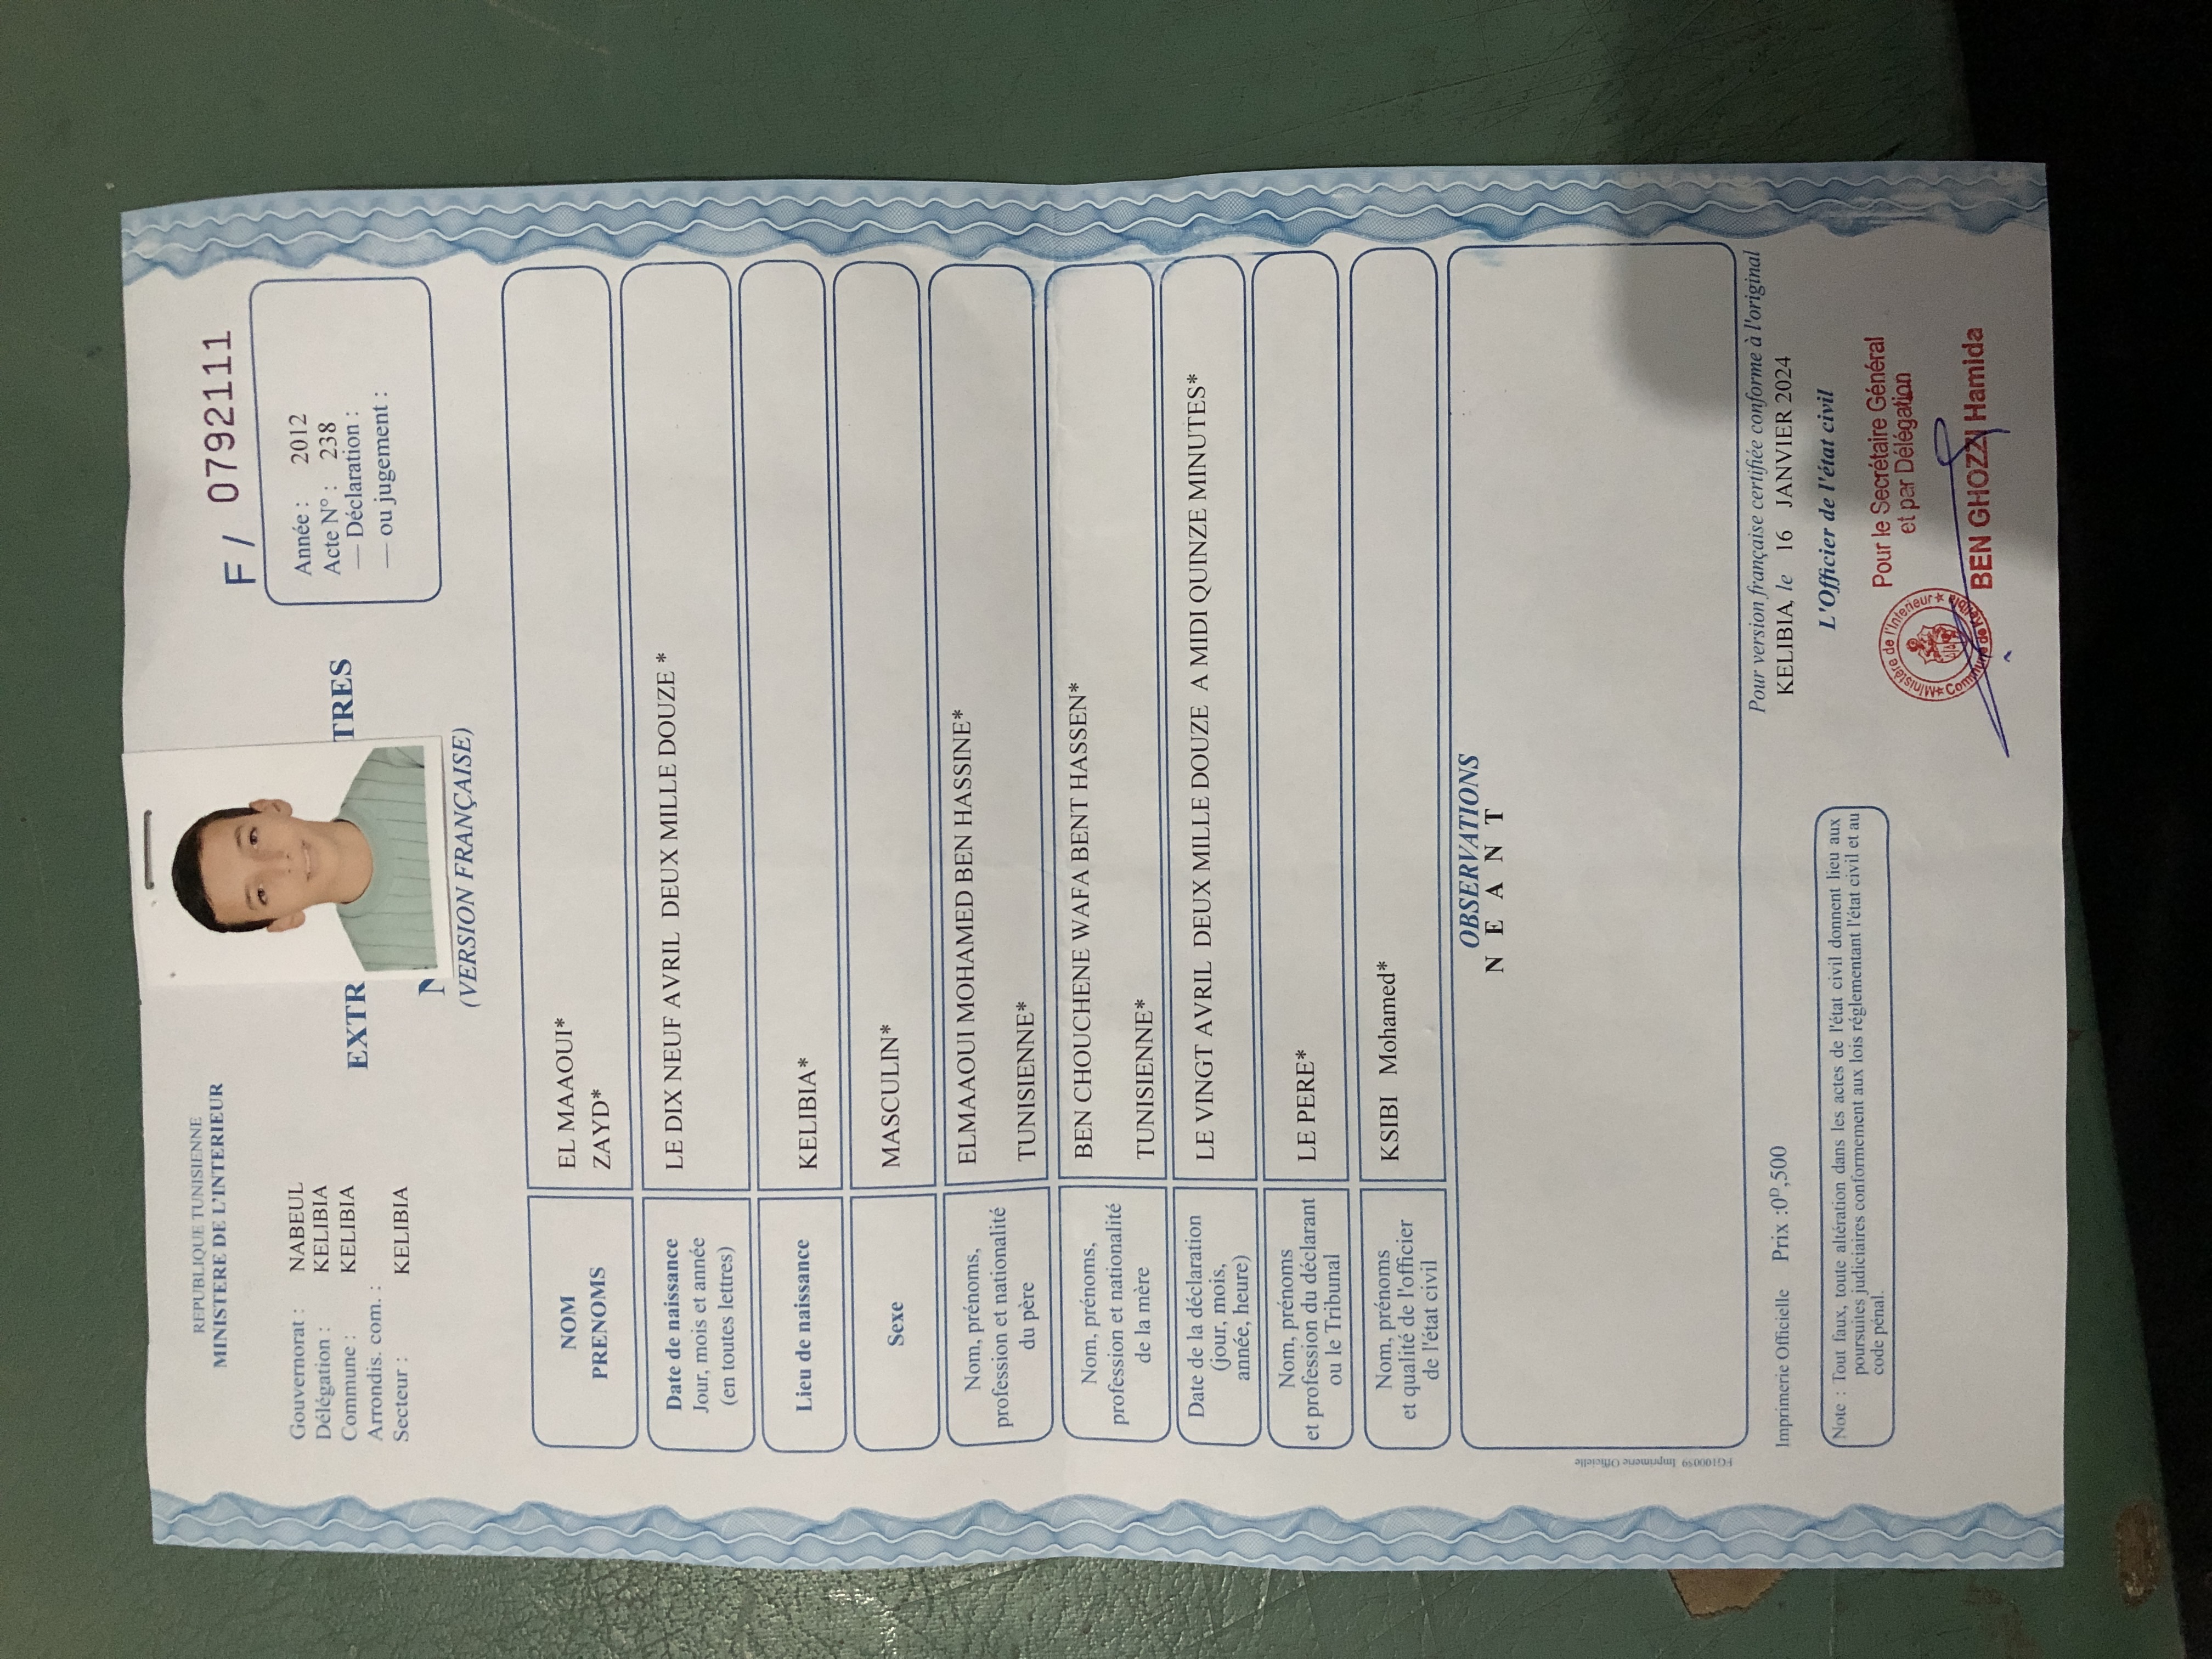 REPUBLIQUE TUNISIENNE
MINISTERE DE L'INTERIEUR
F / 0792111
Gouvernorat : NABEUL
Délégation : KELIBIA
Commune : KELIBIA
Arrondis. com. :
Secteur : KELIBIA
Année : 2012
Acte N° : 238
— Déclaration :
— ou jugement :
EXTR TRES
N
(VERSION FRANÇAISE)
NOM
PRENOMS
EL MAAOUI*
ZAYD*
Date de naissance
Jour, mois et année
(en toutes lettres)
LE DIX NEUF AVRIL DEUX MILLE DOUZE *
Lieu de naissance
KELIBIA*
Sexe
MASCULIN*
Nom, prénoms,
profession et nationalité
du père
ELMAAOUI MOHAMED BEN HASSINE*
TUNISIENNE*
Nom, prénoms,
profession et nationalité
de la mère
BEN CHOUCHENE WAFA BENT HASSEN*
TUNISIENNE*
Date de la déclaration
(jour, mois,
année, heure)
LE VINGT AVRIL DEUX MILLE DOUZE A MIDI QUINZE MINUTES*
Nom, prénoms
et profession du déclarant
ou le Tribunal
LE PERE*
Nom, prénoms
et qualité de l'officier
de l'état civil
KSIBI Mohamed*
OBSERVATIONS
N E A N T
FG100059 Imprimerie Officielle
Imprimerie Officielle Prix :0ᴰ,500
Pour version française certifiée conforme à l'original
KELIBIA, le 16 JANVIER 2024
L'Officier de l'état civil
Note : Tout faux, toute altération dans les actes de l'état civil donnent lieu aux
poursuites judiciaires conformement aux lois réglementant l'état civil et au
code pénal.
Pour le Secrétaire Général
et par Délégation
BEN GHOZZI Hamida
Ministère de l'Interieur
Commune de Kelibia